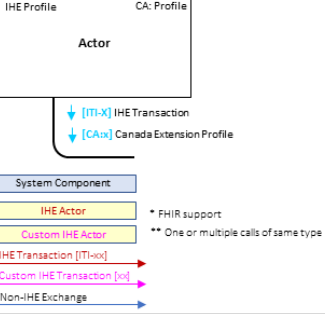 IHE Profile CA: Profile
Actor
[ITI-X] IHE Transaction
[CA:x] Canada Extension Profile
System Component
IHE Actor
* FHIR support
Custom IHE Actor
** One or multiple calls of same type
IHE Transaction [ITI-xx]
Custom IHE Transaction [xx]
Non-IHE Exchange